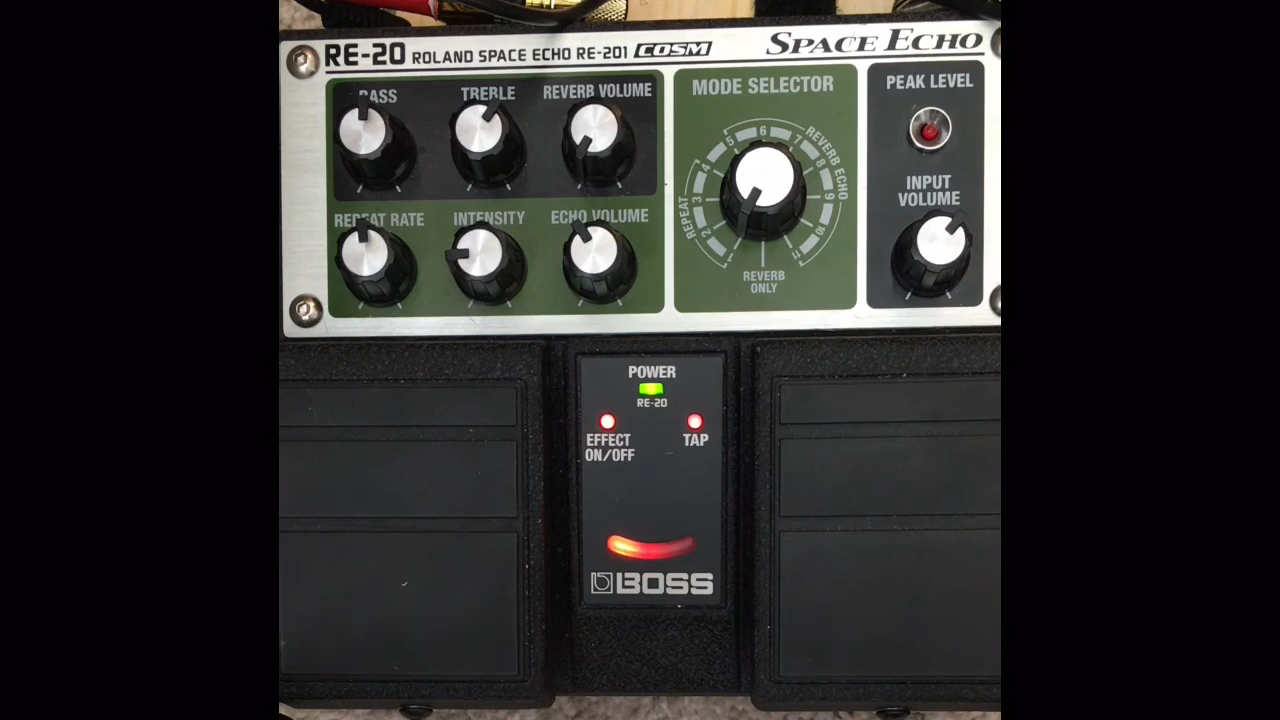 RE-20 ROLAND SPACE ECHO RE-201 COSM
SPACE ECHO
BASS
TREBLE
REVERB VOLUME
REPEAT RATE
INTENSITY
ECHO VOLUME
MODE SELECTOR
1
2
3
4
5
6
7
8
9
10
11
REPEAT
REVERB ECHO
REVERB
ONLY
PEAK LEVEL
INPUT
VOLUME
POWER
RE-20
EFFECT
ON/OFF
TAP
BOSS